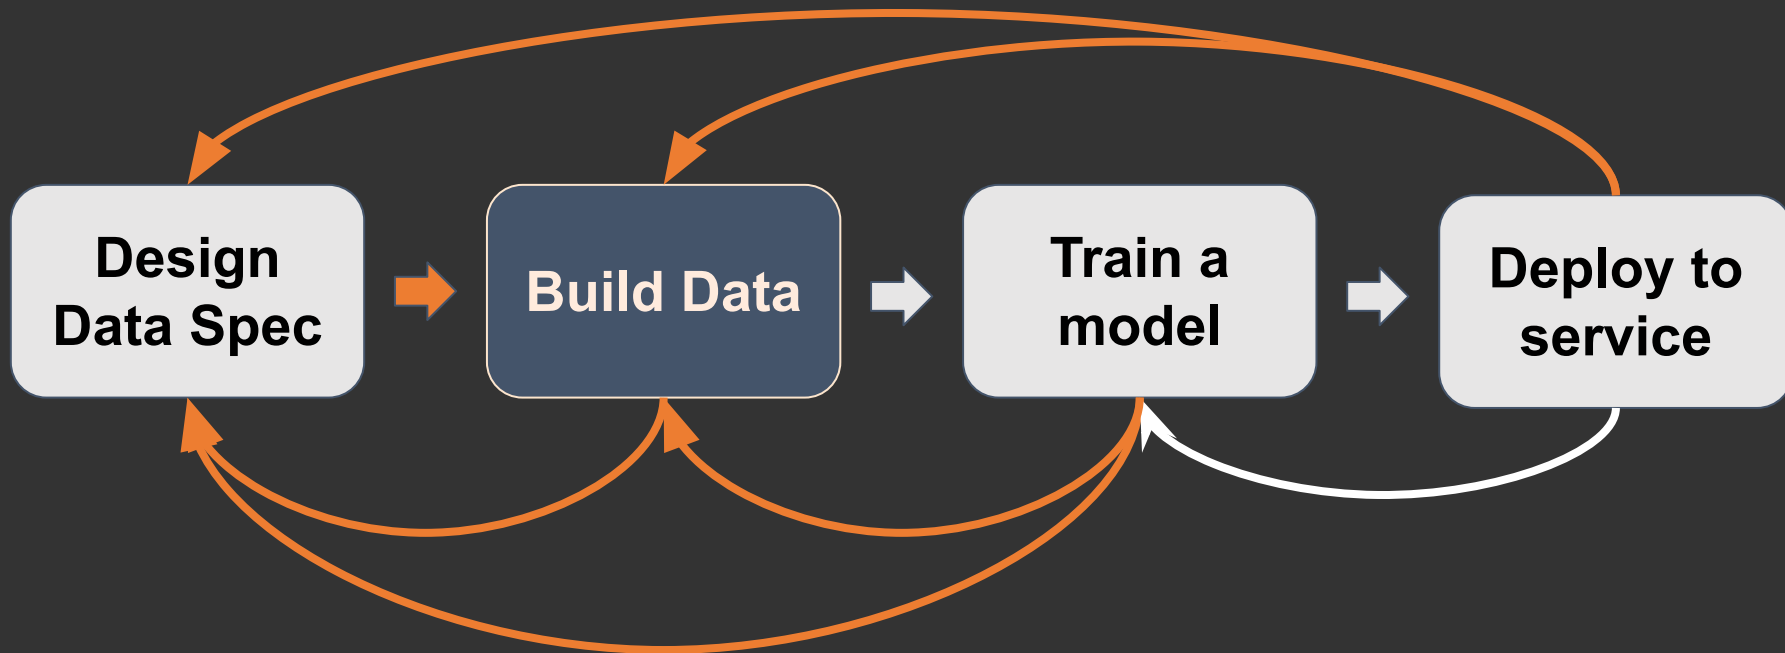 Design
Data Spec
Build Data
Train a
model
Deploy to
service